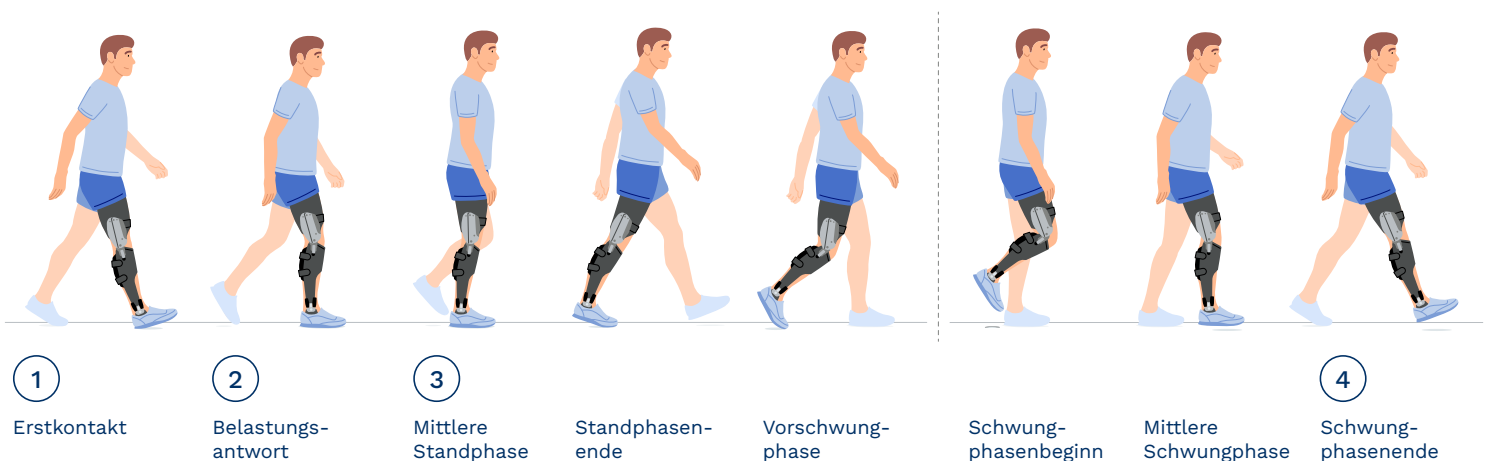 1
Erstkontakt
2
Belastungs-
antwort
3
Mittlere
Standphase
Standphasen-
ende
Vorschwung-
phase
Schwung-
phasenbeginn
Mittlere
Schwungphase
4
Schwung-
phasenende